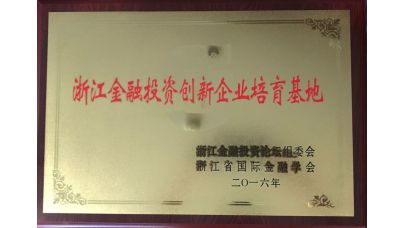 浙江金融投资创新企业培育基地
浙江金融投资论坛组委会
浙江省国际金融学会
二〇一六年